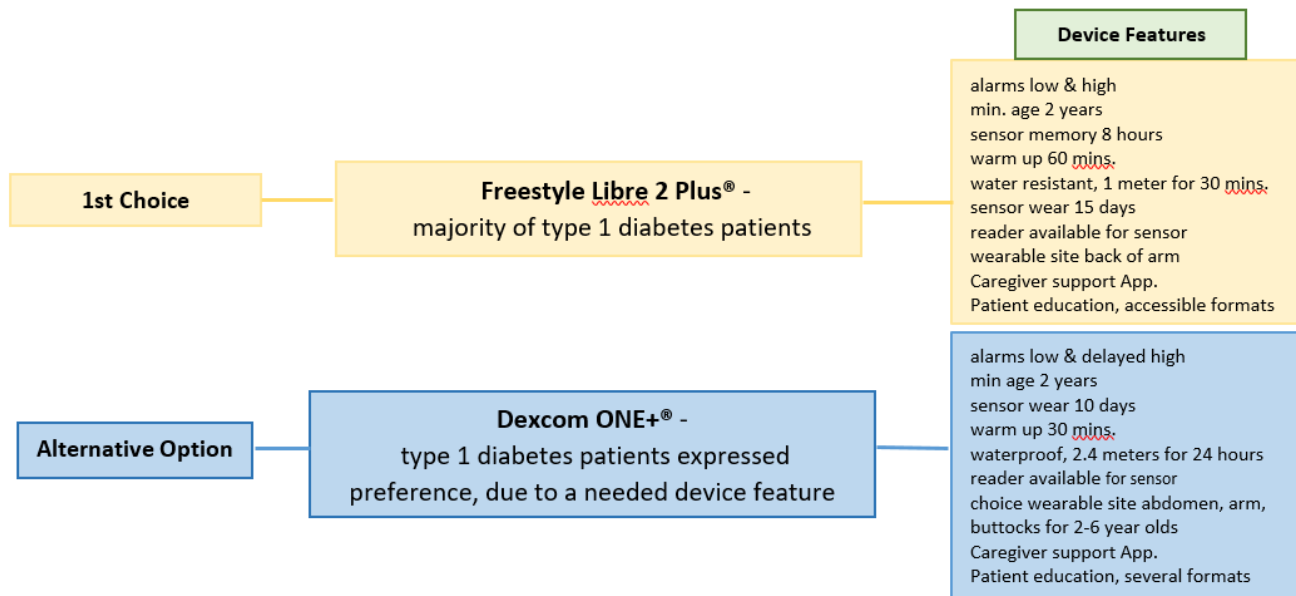 Device Features
alarms low & high
min. age 2 years
sensor memory 8 hours
warm up 60 mins.
water resistant, 1 meter for 30 mins.
sensor wear 15 days
reader available for sensor
wearable site back of arm
Caregiver support App.
Patient education, accessible formats
1st Choice
Freestyle Libre 2 Plus® -
majority of type 1 diabetes patients
Alternative Option
Dexcom ONE+® -
type 1 diabetes patients expressed
preference, due to a needed device feature
alarms low & delayed high
min age 2 years
sensor wear 10 days
warm up 30 mins.
waterproof, 2.4 meters for 24 hours
reader available for sensor
choice wearable site abdomen, arm,
buttocks for 2-6 year olds
Caregiver support App.
Patient education, several formats